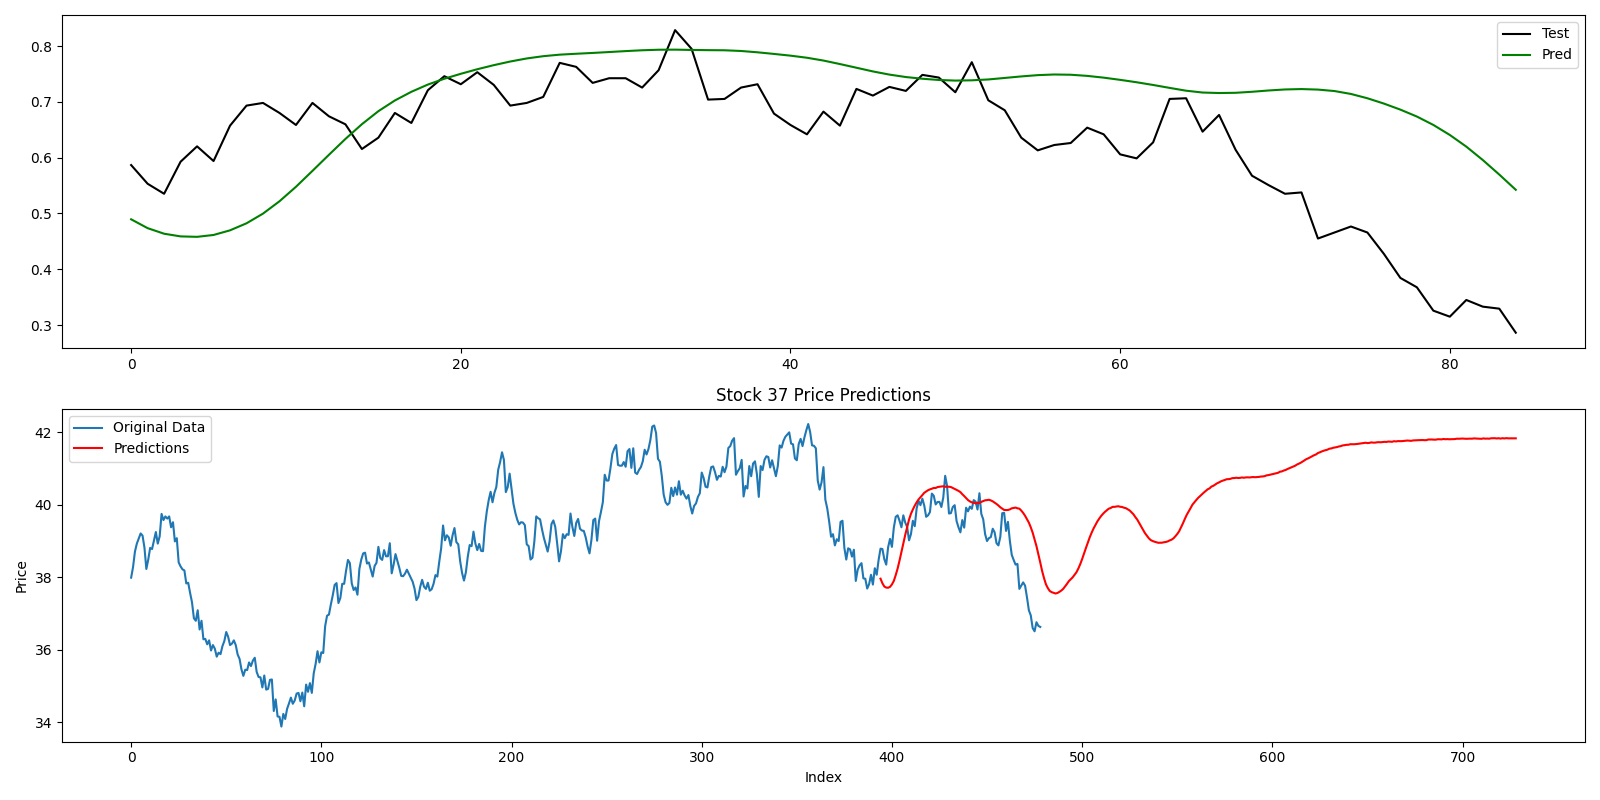 0.8
0.7
0.6
0.5
0.4
0.3
Test
Pred
0 20 40 60 80
Stock 37 Price Predictions
Original Data
Predictions
Price
42
40
38
36
34
0 100 200 300 400 500 600 700
Index